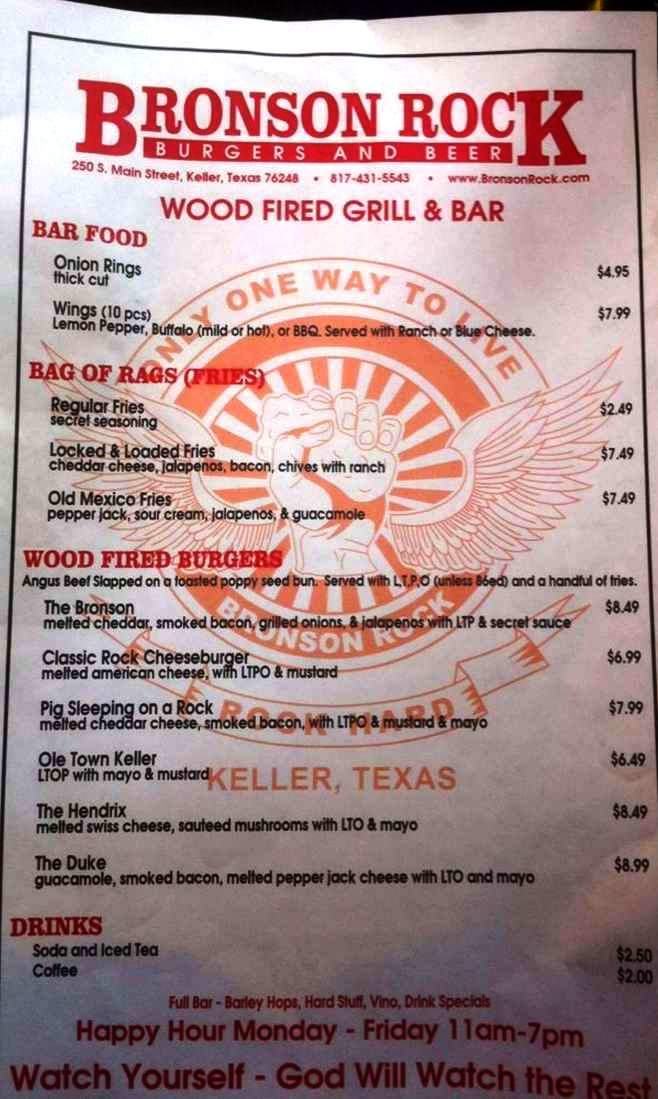 BRONSON ROCK
BURGERS AND BEER
250 S. Main Street, Keller, Texas 76248 • 817-431-5543 • www.BronsonRock.com
WOOD FIRED GRILL & BAR
BAR FOOD
Onion Rings $4.95
thick cut
Wings (10 pcs) $7.99
Lemon Pepper, Buffalo (mild or hot), or BBQ. Served with Ranch or Blue Cheese.
ONLY ONE WAY TO LIVE
BAG OF RAGS (FRIES)
Regular Fries $2.49
secret seasoning
Locked & Loaded Fries $7.49
cheddar cheese, jalapenos, bacon, chives with ranch
Old Mexico Fries $7.49
pepper jack, sour cream, jalapenos, & guacamole
WOOD FIRED BURGERS
Angus Beef Slapped on a toasted poppy seed bun. Served with L,T,P,O (unless 86ed) and a handful of fries.
The Bronson $8.49
melted cheddar, smoked bacon, grilled onions, & jalapenos with LTP & secret sauce
BRONSON ROCK
Classic Rock Cheeseburger $6.99
melted american cheese, with LTPO & mustard
Pig Sleeping on a Rock $7.99
melted cheddar cheese, smoked bacon, with LTPO & mustard & mayo
ROCK HARD
Ole Town Keller $6.49
LTOP with mayo & mustard
KELLER, TEXAS
The Hendrix $8.49
melted swiss cheese, sauteed mushrooms with LTO & mayo
The Duke $8.99
guacamole, smoked bacon, melted pepper jack cheese with LTO and mayo
DRINKS
Soda and Iced Tea $2.50
Coffee $2.00
Full Bar - Barley Hops, Hard Stuff, Vino, Drink Specials
Happy Hour Monday - Friday 11am-7pm
Watch Yourself - God Will Watch the Rest